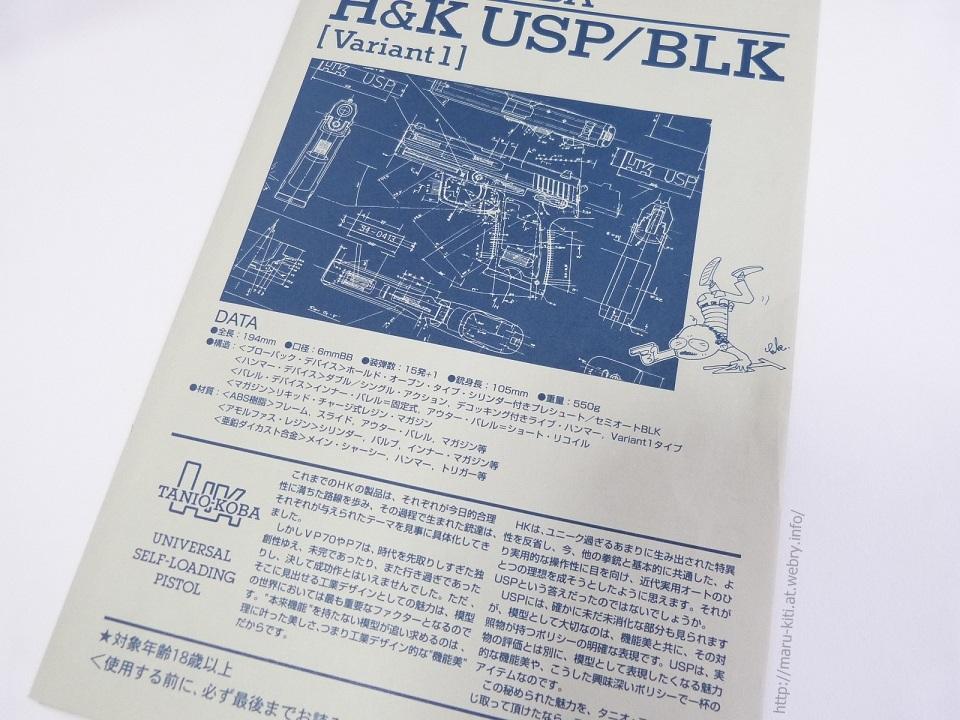 H&K USP/BLK
[Variant 1]
HK USP
HK USP
34-0413
DATA
●全長：194mm ●口径：6mmBB ●装弾数：15発+1 ●銃身長：105mm ●重量：550g
●構造：＜ブローバック・デバイス＞ホールド・オープン・タイプ・シリンダー付きプレシュート／セミオートBLK
＜ハンマー・デバイス＞ダブル／シングル・アクション，デコッキング付きライブ・ハンマー，Variant1タイプ
＜バレル・デバイス＞インナー・バレル=固定式，アウター・バレル=ショート・リコイル
＜マガジン＞リキッド・チャージ式レジン・マガジン
●材質：＜ABS樹脂＞フレーム，スライド，アウター・バレル，マガジン等
＜アモルファス・レジン＞シリンダー，バルブ，インナー・マガジン等
＜亜鉛ダイカスト合金＞メイン・シャーシー，ハンマー，トリガー等
TANIO・KOBA
UNIVERSAL
SELF-LOADING
PISTOL
これまでのHKの製品は、それぞれが今日的合理
性に満ちた路線を歩み、その過程で生まれた銃達は、
それぞれが与えられたテーマを見事に具体化してき
ました。
しかしVP70やP7は、時代を先取りしすぎた独
創性ゆえ、未完であったり、また行き過ぎであった
りし、決して成功作とはいえませんでした。ただ、
そこに見出せる工業デザインとしての魅力は、模型
の世界においては最も重要なファクターとなるので
す。“本来機能”を持たない模型が追い求めるのは、
理に叶った美しさ、つまり工業デザイン的な“機能美”
だからです。
HKは、ユニーク過ぎるあまりに生み出された特異
性を反省し、今、他の拳銃と基本的に共通した、よ
り実用的な操作性に目を向け、近代実用オートのひ
とつの理想を成そうとしたように思えます。それが
USPという答えだったのではないでしょうか。
USPには、確かに未だ未消化な部分も見られます
が、模型として大切なのは、機能美と共に、その対
照物が持つポリシーの明確な表現です。USPは、実
物の評価とは別に、模型として表現したくなる魅力
的な機能美や、こうした興味深いポリシーで一杯の
アイテムなのです。
この秘められた魅力を、タニオ・
じ取って頂けたなら
★対象年齢18歳以上
＜使用する前に、必ず最後までお読み
http://maru-kiti.at.webry.info/